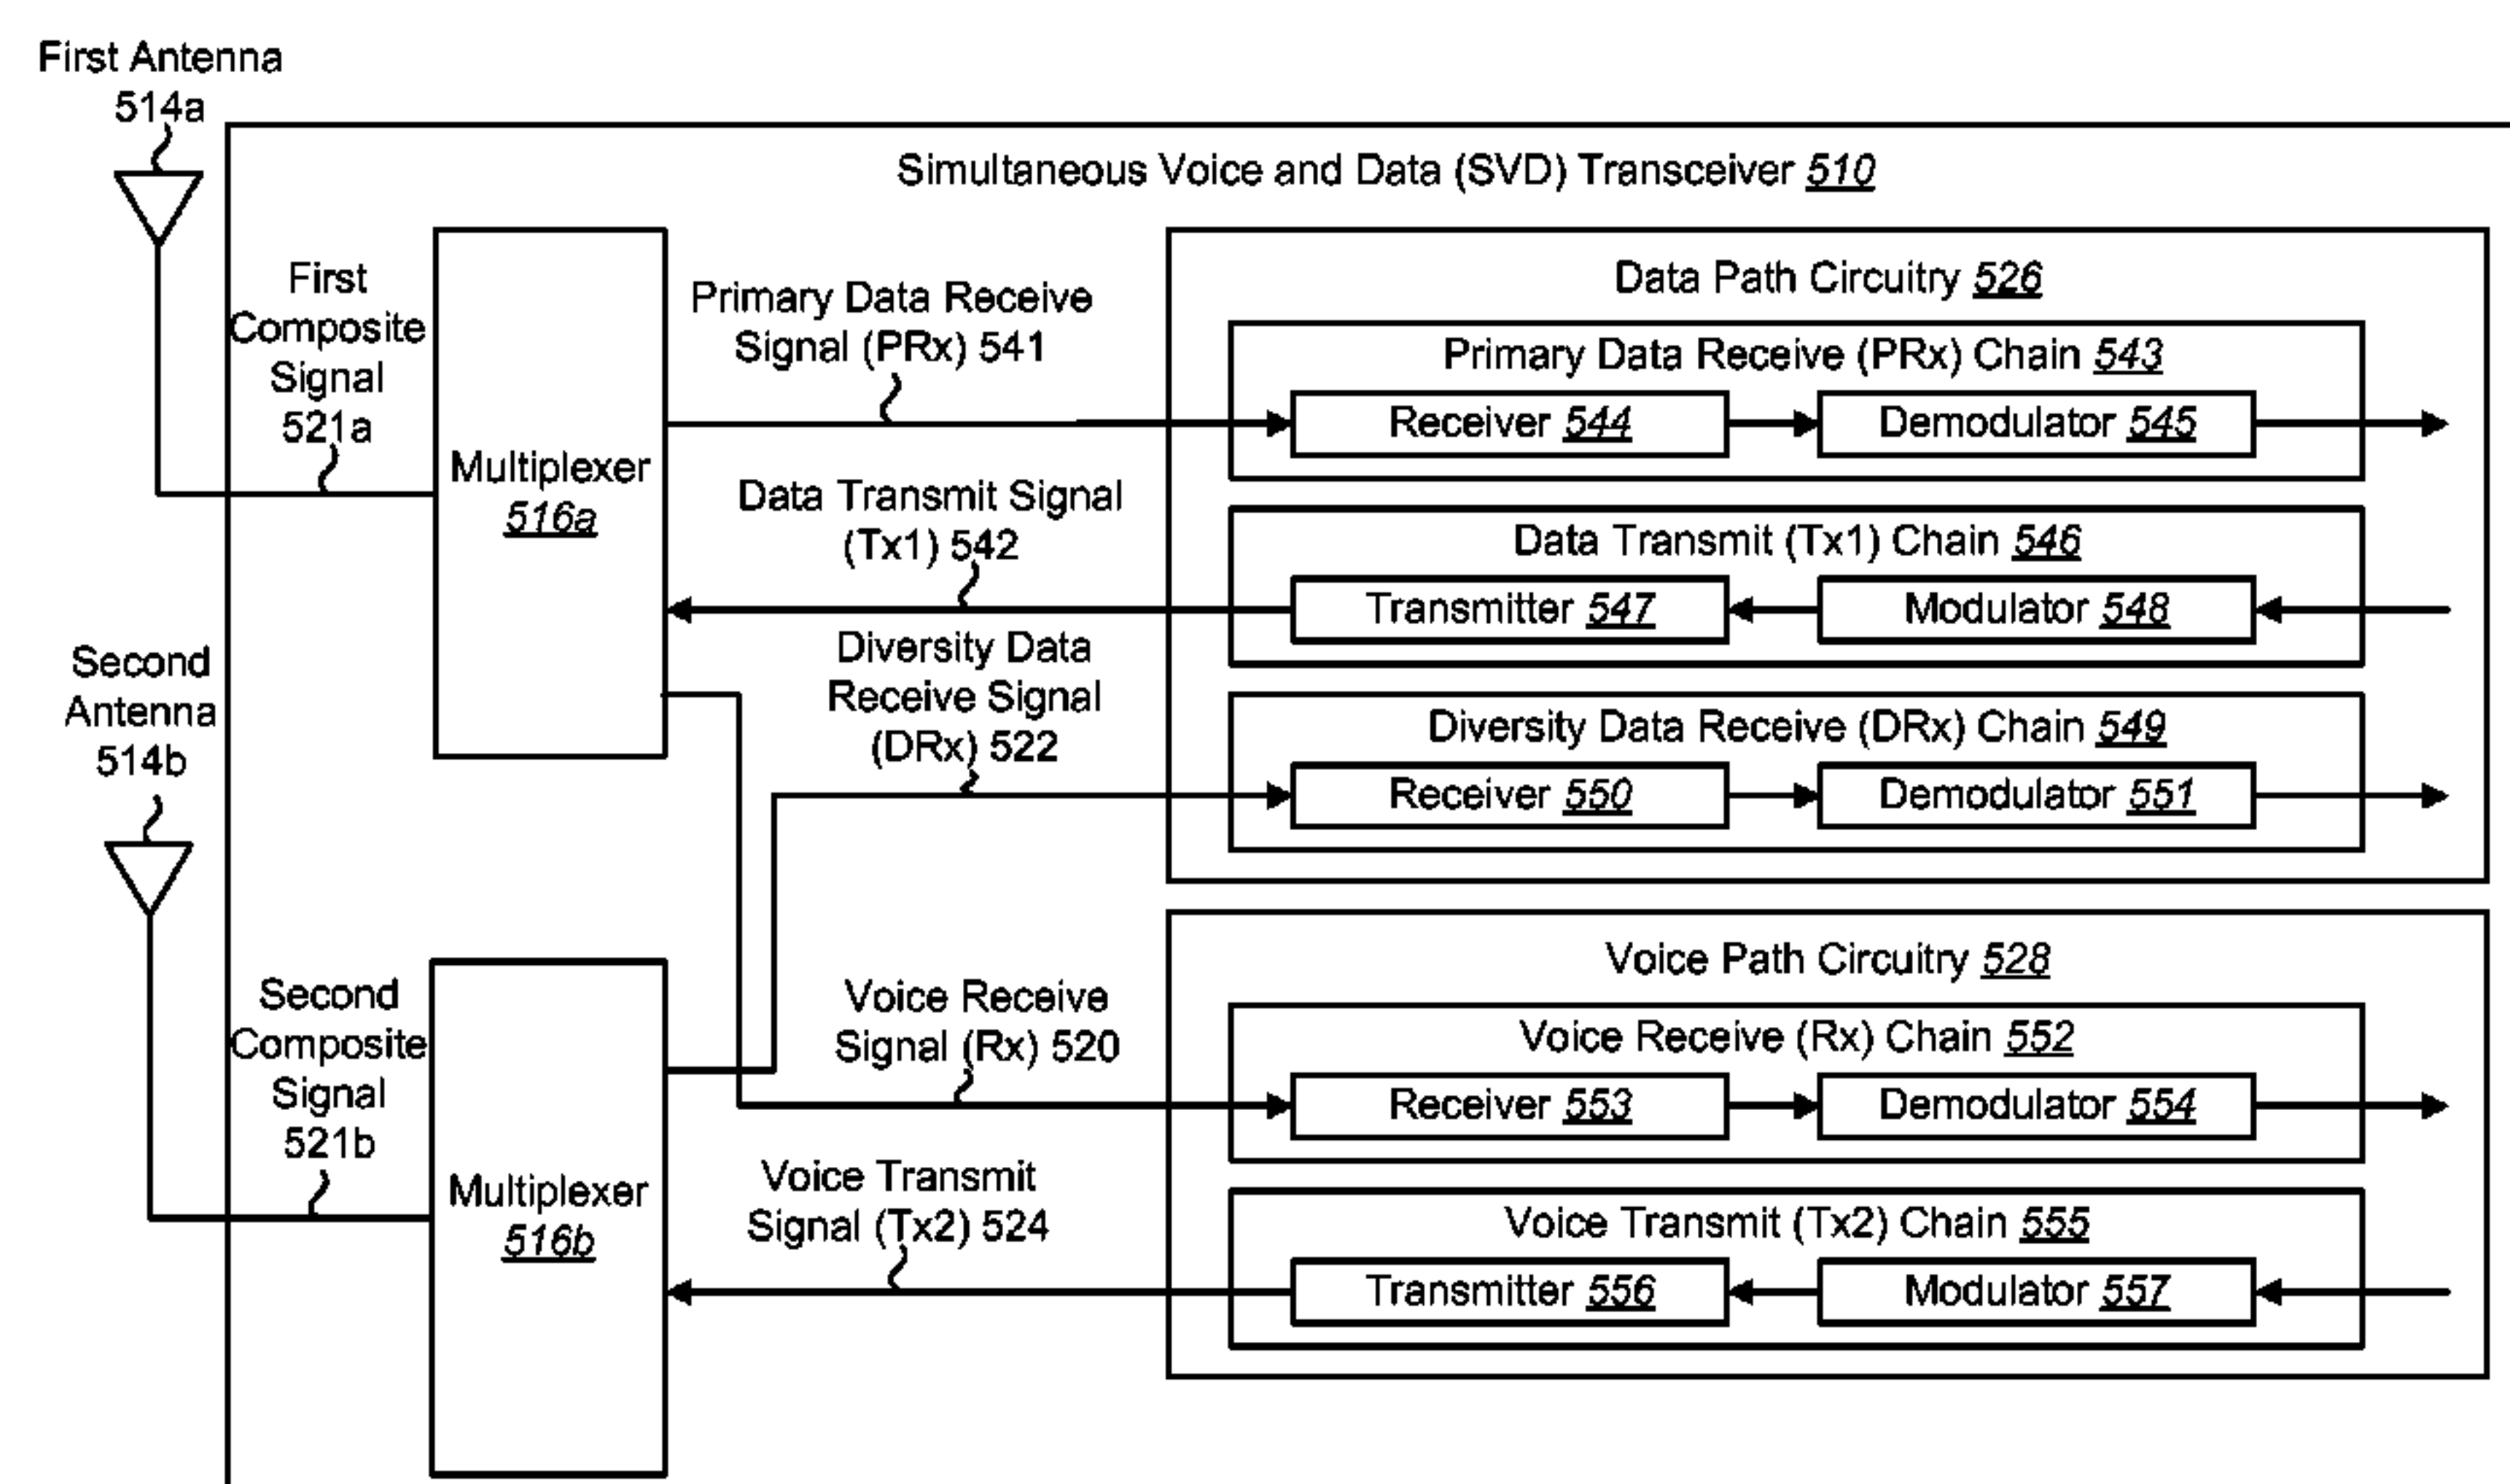 First Antenna
514a
Simultaneous Voice and Data (SVD) Transceiver 510
First
Composite
Signal
521a
Multiplexer
516a
Primary Data Receive
Signal (PRx) 541
Data Transmit Signal
(Tx1) 542
Diversity Data
Receive Signal
(DRx) 522
Data Path Circuitry 526
Primary Data Receive (PRx) Chain 543
Receiver 544
Demodulator 545
Data Transmit (Tx1) Chain 546
Transmitter 547
Modulator 548
Diversity Data Receive (DRx) Chain 549
Receiver 550
Demodulator 551
Second
Antenna
514b
Second
Composite
Signal
521b
Multiplexer
516b
Voice Receive
Signal (Rx) 520
Voice Transmit
Signal (Tx2) 524
Voice Path Circuitry 528
Voice Receive (Rx) Chain 552
Receiver 553
Demodulator 554
Voice Transmit (Tx2) Chain 555
Transmitter 556
Modulator 557